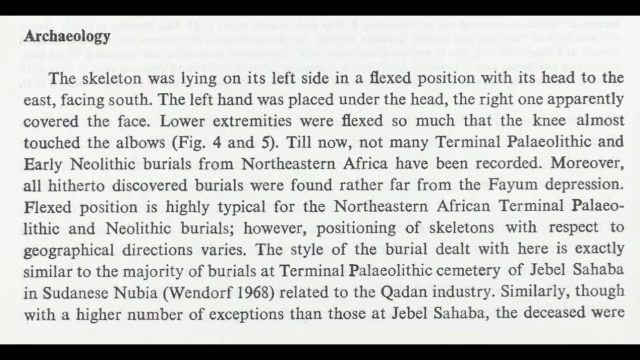 Archaeology
The skeleton was lying on its left side in a flexed position with its head to the
east, facing south. The left hand was placed under the head, the right one apparently
covered the face. Lower extremities were flexed so much that the knee almost
touched the albows (Fig. 4 and 5). Till now, not many Terminal Palaeolithic and
Early Neolithic burials from Northeastern Africa have been recorded. Moreover,
all hitherto discovered burials were found rather far from the Fayum depression.
Flexed position is highly typical for the Northeastern African Terminal Palaeo-
lithic and Neolithic burials; however, positioning of skeletons with respect to
geographical directions varies. The style of the burial dealt with here is exactly
similar to the majority of burials at Terminal Palaeolithic cemetery of Jebel Sahaba
in Sudanese Nubia (Wendorf 1968) related to the Qadan industry. Similarly, though
with a higher number of exceptions than those at Jebel Sahaba, the deceased were